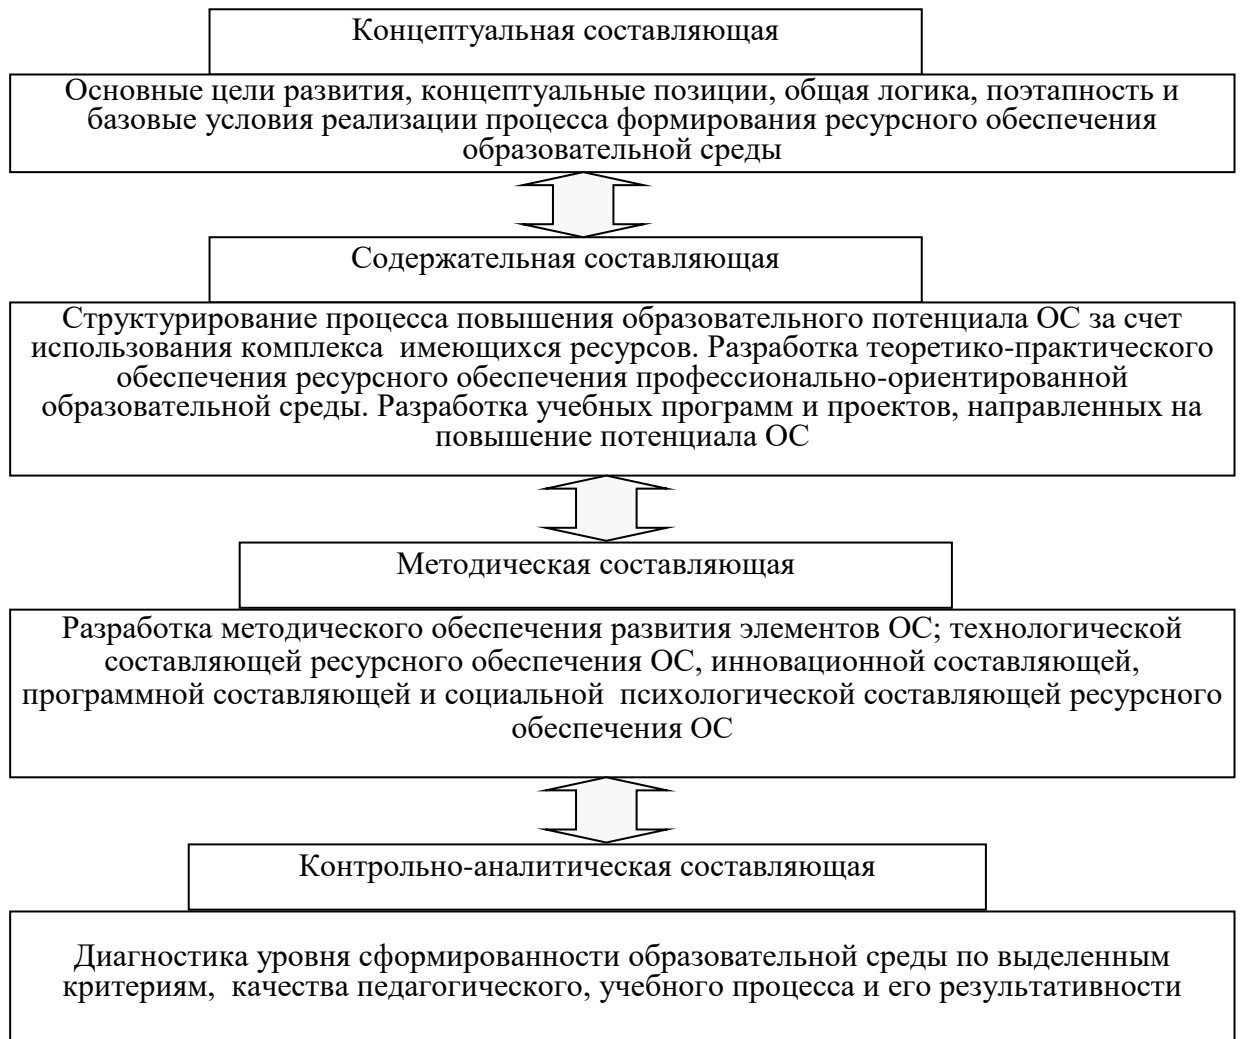 Концептуальная составляющая
Основные цели развития, концептуальные позиции, общая логика, поэтапность и
базовые условия реализации процесса формирования ресурсного обеспечения
образовательной среды
Содержательная составляющая
Структурирование процесса повышения образовательного потенциала ОС за счет
использования комплекса  имеющихся ресурсов. Разработка теоретико-практического
обеспечения ресурсного обеспечения профессионально-ориентированной
образовательной среды. Разработка учебных программ и проектов, направленных на
повышение потенциала ОС
Методическая составляющая
Разработка методического обеспечения развития элементов ОС; технологической
составляющей ресурсного обеспечения ОС, инновационной составляющей,
программной составляющей и социальной  психологической составляющей ресурсного
обеспечения ОС
Контрольно-аналитическая составляющая
Диагностика уровня сформированности образовательной среды по выделенным
критериям,  качества педагогического, учебного процесса и его результативности